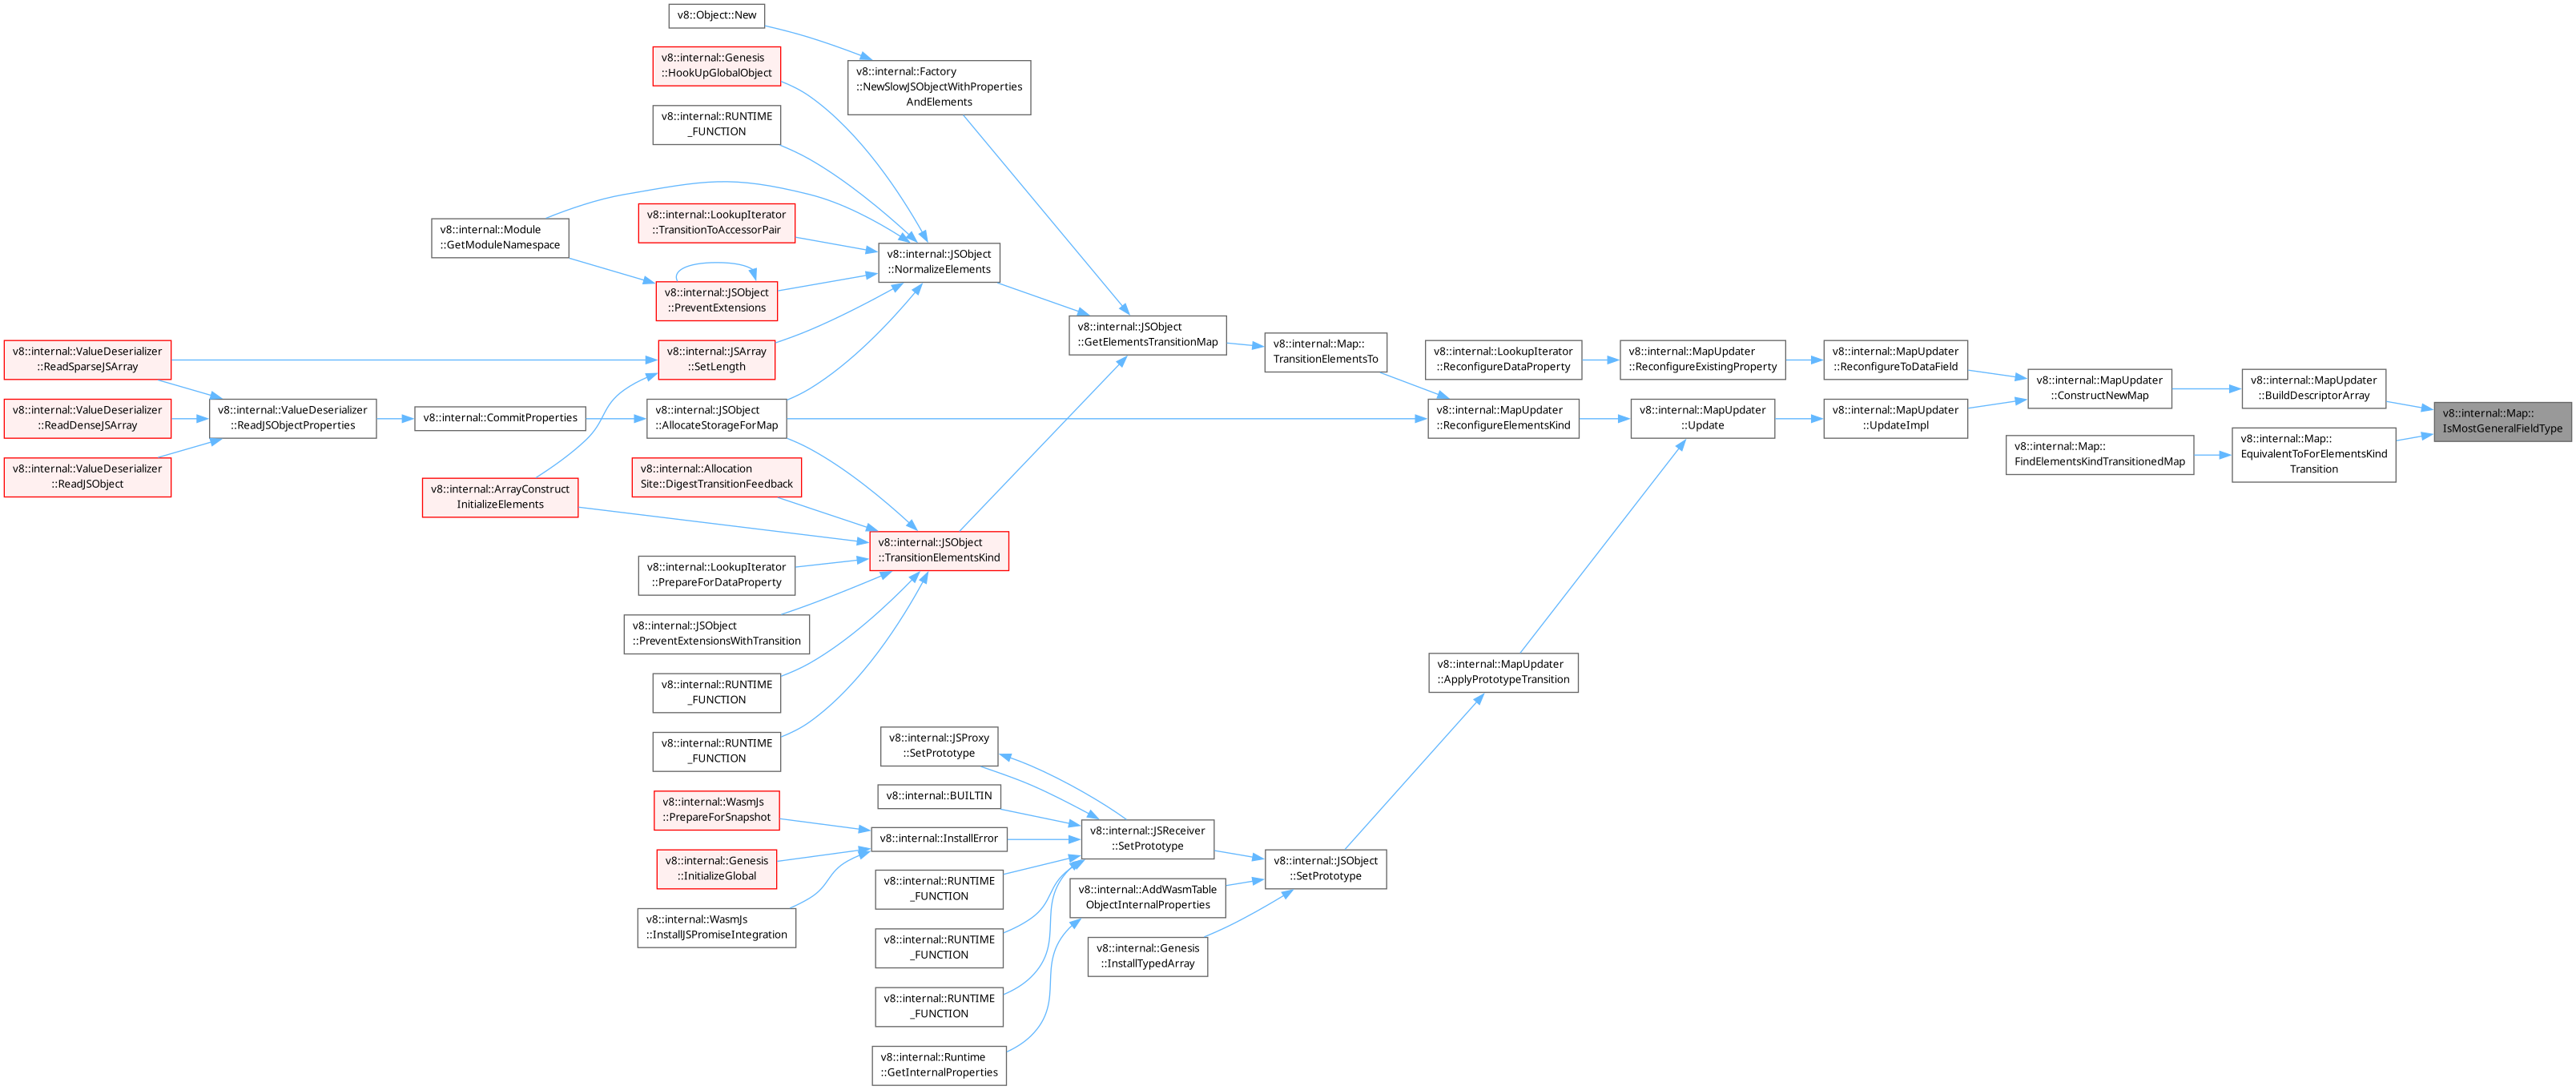 v8::Object::New
v8::internal::Genesis
::HookUpGlobalObject
v8::internal::Factory
::NewSlowJSObjectWithProperties
AndElements
v8::internal::RUNTIME
_FUNCTION
v8::internal::LookupIterator
::TransitionToAccessorPair
v8::internal::Module
::GetModuleNamespace
v8::internal::JSObject
::NormalizeElements
v8::internal::JSObject
::PreventExtensions
v8::internal::JSObject
::GetElementsTransitionMap
v8::internal::Map::
TransitionElementsTo
v8::internal::LookupIterator
::ReconfigureDataProperty
v8::internal::MapUpdater
::ReconfigureExistingProperty
v8::internal::MapUpdater
::ReconfigureToDataField
v8::internal::ValueDeserializer
::ReadSparseJSArray
v8::internal::JSArray
::SetLength
v8::internal::MapUpdater
::ConstructNewMap
v8::internal::MapUpdater
::BuildDescriptorArray
v8::internal::ValueDeserializer
::ReadDenseJSArray
v8::internal::ValueDeserializer
::ReadJSObjectProperties
v8::internal::CommitProperties
v8::internal::JSObject
::AllocateStorageForMap
v8::internal::MapUpdater
::ReconfigureElementsKind
v8::internal::MapUpdater
::Update
v8::internal::MapUpdater
::UpdateImpl
v8::internal::Map::
IsMostGeneralFieldType
v8::internal::Map::
FindElementsKindTransitionedMap
v8::internal::Map::
EquivalentToForElementsKind
Transition
v8::internal::ValueDeserializer
::ReadJSObject
v8::internal::ArrayConstruct
InitializeElements
v8::internal::Allocation
Site::DigestTransitionFeedback
v8::internal::JSObject
::TransitionElementsKind
v8::internal::LookupIterator
::PrepareForDataProperty
v8::internal::JSObject
::PreventExtensionsWithTransition
v8::internal::RUNTIME
_FUNCTION
v8::internal::MapUpdater
::ApplyPrototypeTransition
v8::internal::RUNTIME
_FUNCTION
v8::internal::JSProxy
::SetPrototype
v8::internal::WasmJs
::PrepareForSnapshot
v8::internal::BUILTIN
v8::internal::InstallError
v8::internal::JSReceiver
::SetPrototype
v8::internal::Genesis
::InitializeGlobal
v8::internal::RUNTIME
_FUNCTION
v8::internal::JSObject
::SetPrototype
v8::internal::AddWasmTable
ObjectInternalProperties
v8::internal::WasmJs
::InstallJSPromiseIntegration
v8::internal::RUNTIME
_FUNCTION
v8::internal::Genesis
::InstallTypedArray
v8::internal::RUNTIME
_FUNCTION
v8::internal::Runtime
::GetInternalProperties